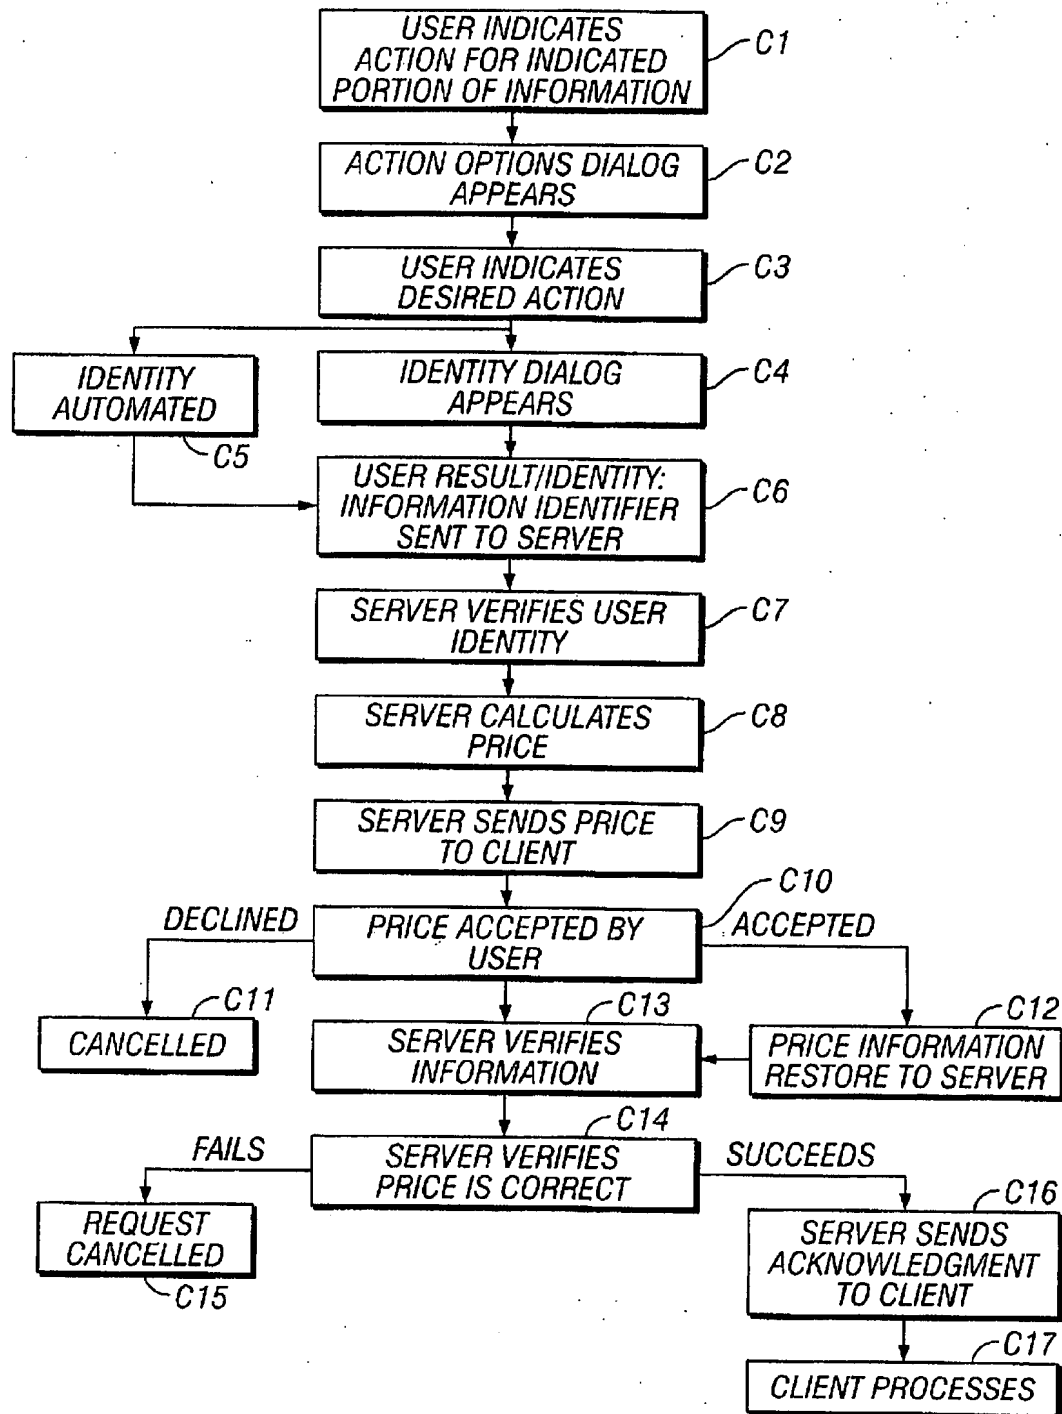 USER INDICATES
ACTION FOR INDICATED
PORTION OF INFORMATION
C1
ACTION OPTIONS DIALOG
APPEARS
C2
USER INDICATES
DESIRED ACTION
C3
IDENTITY
AUTOMATED
C5
IDENTITY DIALOG
APPEARS
C4
USER RESULT/IDENTITY:
INFORMATION IDENTIFIER
SENT TO SERVER
C6
SERVER VERIFIES USER
IDENTITY
C7
SERVER CALCULATES
PRICE
C8
SERVER SENDS PRICE
TO CLIENT
C9
C10
DECLINED
PRICE ACCEPTED BY
USER
ACCEPTED
C11
CANCELLED
C13
SERVER VERIFIES
INFORMATION
C12
PRICE INFORMATION
RESTORE TO SERVER
C14
FAILS
SERVER VERIFIES
PRICE IS CORRECT
SUCCEEDS
REQUEST
CANCELLED
C15
C16
SERVER SENDS
ACKNOWLEDGMENT
TO CLIENT
C17
CLIENT PROCESSES